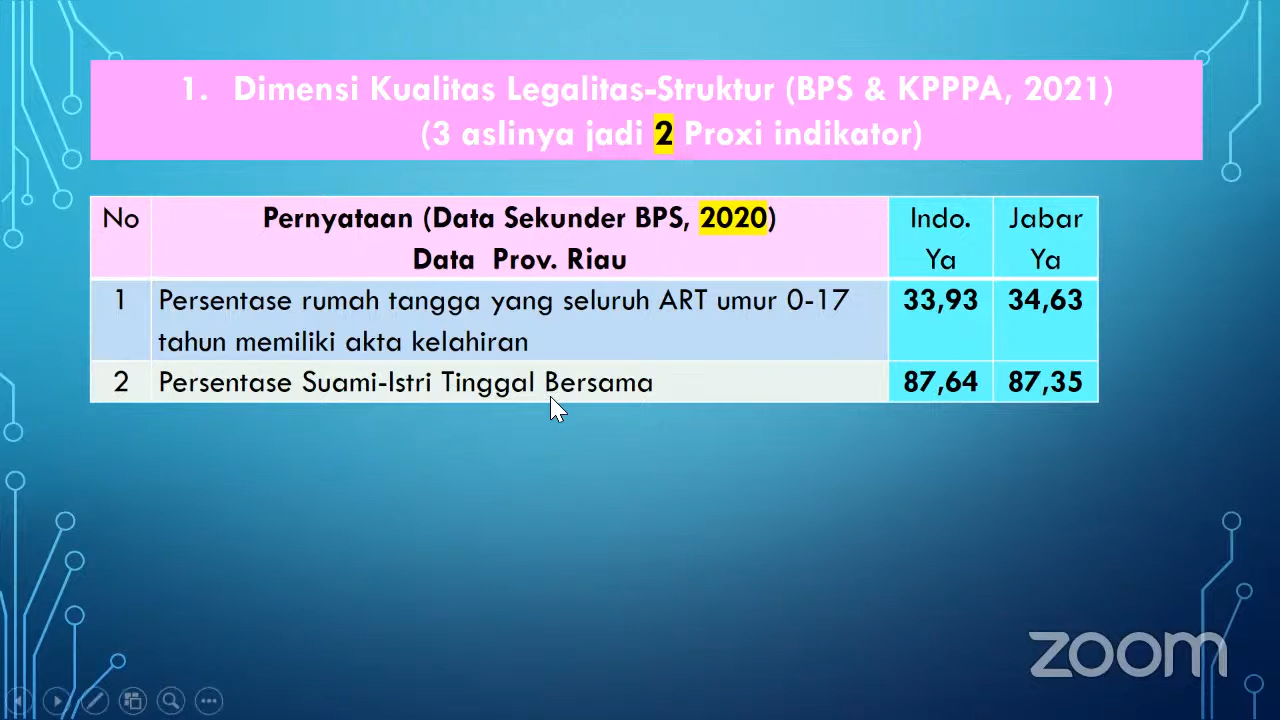 1. Dimensi Kualitas Legalitas-Struktur (BPS & KPPPA, 2021)
(3 aslinya jadi 2 Proxi indikator)
No Pernyataan (Data Sekunder BPS, 2020) Indo. Jabar
Data Prov. Riau Ya Ya
1 Persentase rumah tangga yang seluruh ART umur 0-17 33,93 34,63
tahun memiliki akta kelahiran
2 Persentase Suami-Istri Tinggal Bersama 87,64 87,35
zoom